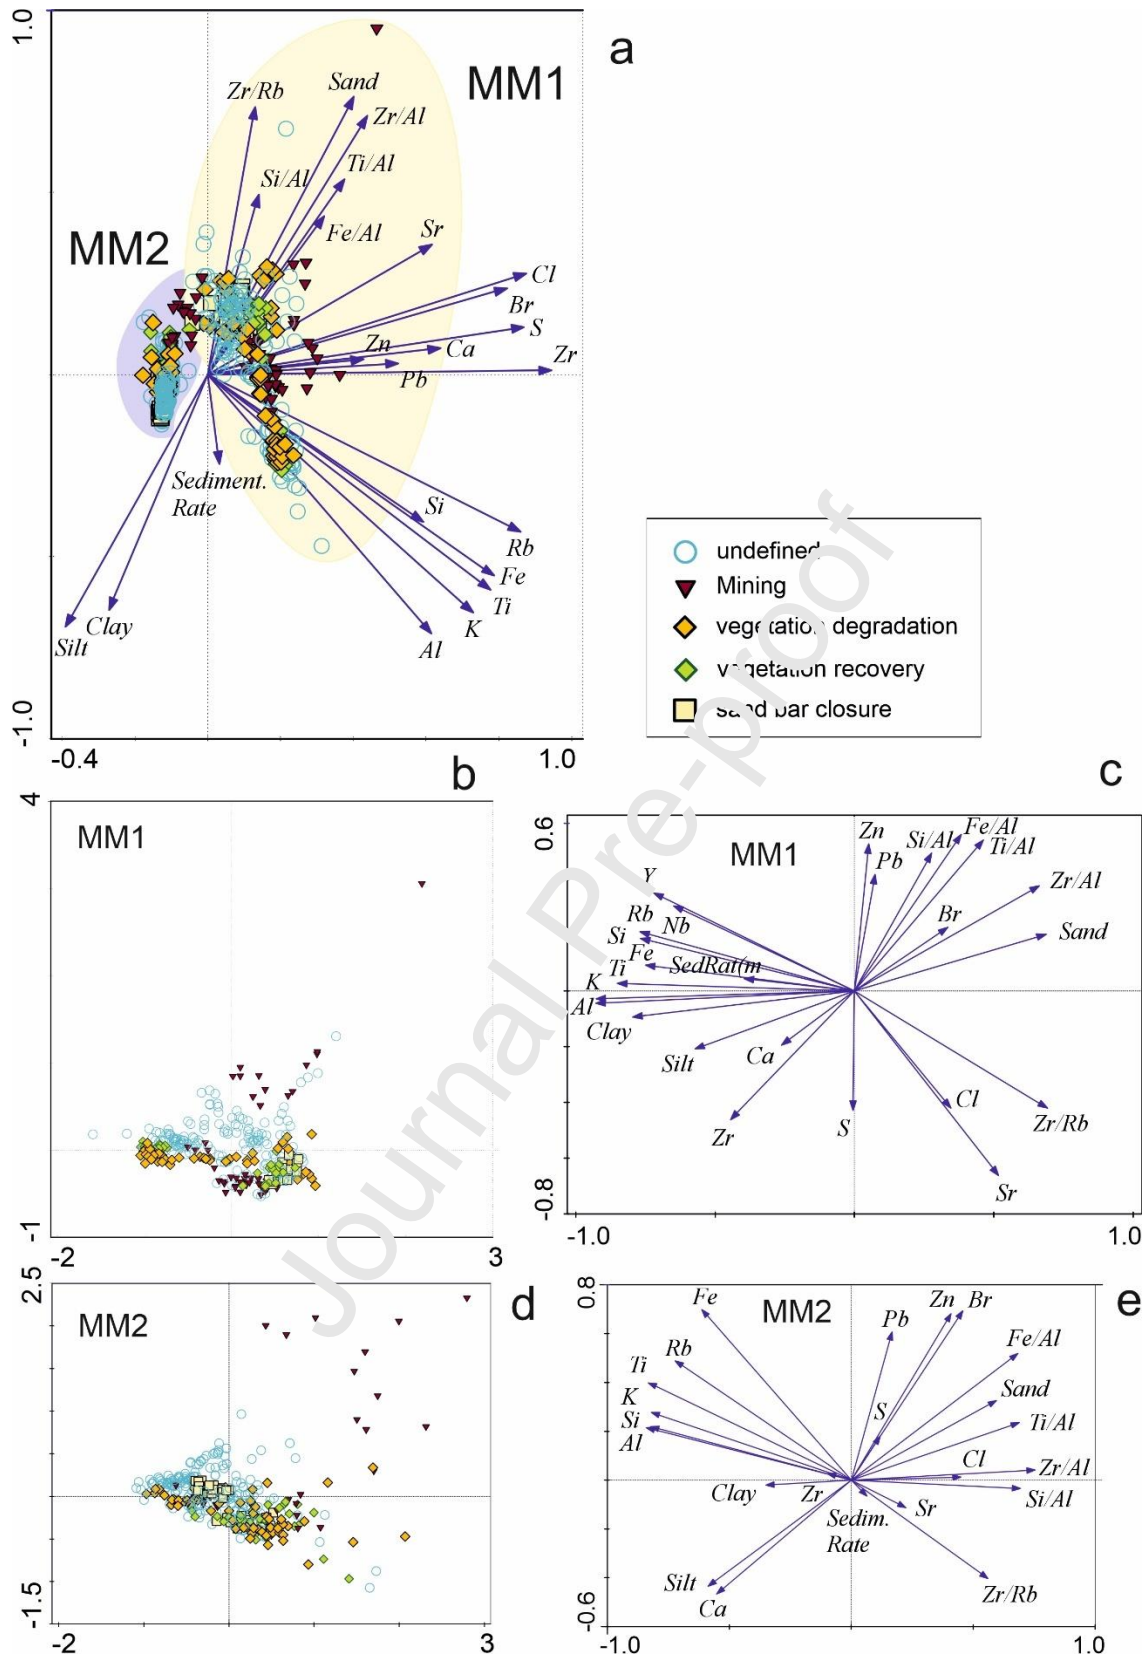 1.0
a
MM1
Zr/Rb
Sand
Zr/Al
Ti/Al
Si/Al
Fe/Al
Sr
MM2
Cl
Br
S
Zn
Ca
Pb
Zr
Sediment.
Rate
Si
Rb
Fe
Ti
K
Al
Clay
Silt
-1.0
-0.4
1.0
undefined
Mining
vegetation degradation
vegetation recovery
sand bar closure
Journal Pre-proof
b
4
MM1
-1
-2
3
c
0.6
MM1
Zn
Pb
Si/Al
Fe/Al
Ti/Al
Zr/Al
Y
Rb
Nb
Br
Sand
Si
Fe
SedRat(m
Ti
K
Al
Clay
Silt
Ca
Zr
S
Cl
Zr/Rb
Sr
-0.8
-1.0
1.0
2.5
MM2
d
-1.5
-2
3
0.8
Fe
MM2
Pb
Zn
Br
e
Rb
Fe/Al
Ti
Sand
K
S
Ti/Al
Si
Al
Cl
Zr/Al
Clay
Zr
Si/Al
Sr
Sedim.
Rate
Silt
Ca
Zr/Rb
-0.6
-1.0
1.0